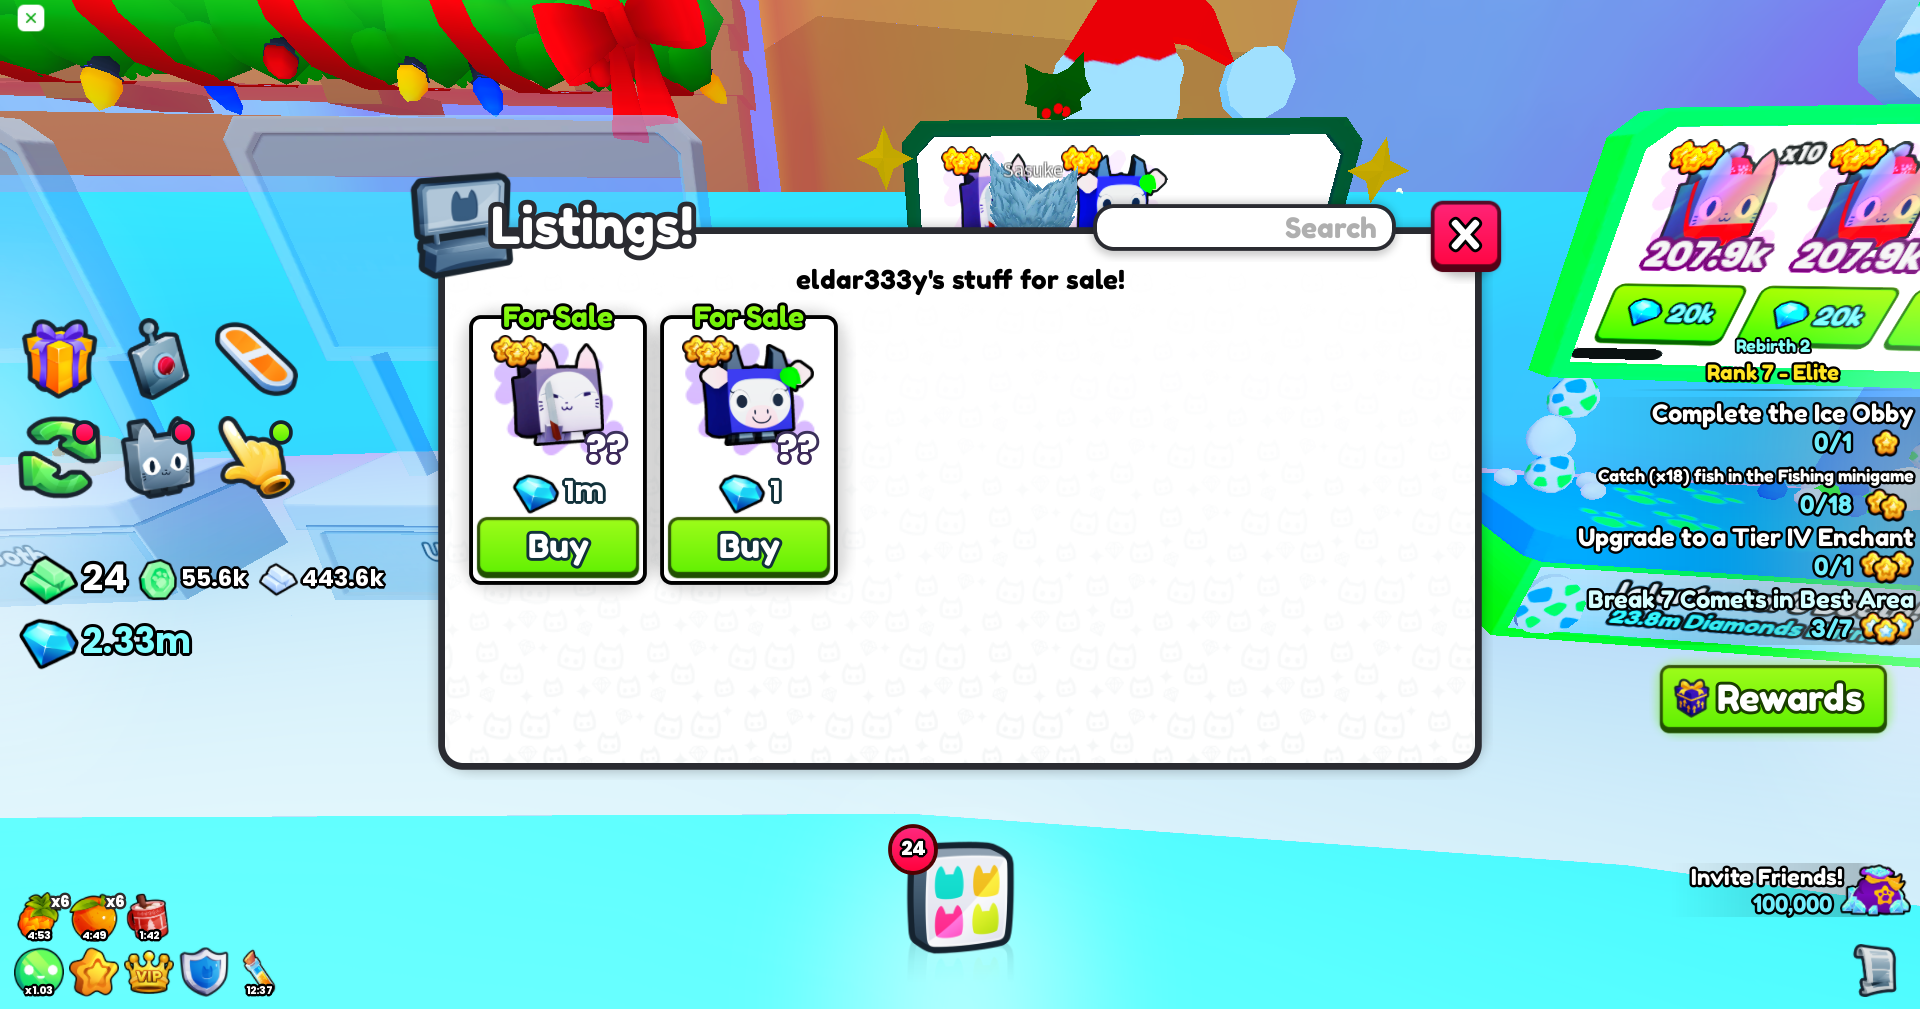 Sasuke
Listings!
Search
eldar333y's stuff for sale!
For Sale
For Sale
??
??
1m
1
Buy
Buy
x10
207.9k
207.9k
20k
20k
Rebirth 2
Rank 7 - Elite
Complete the Ice Obby
0/1
Catch (x18) fish in the Fishing minigame
0/18
Upgrade to a Tier IV Enchant
0/1
Break 7 Comets in Best Area
23.8m Diamonds
3/7
Rewards
24
55.6k
443.6k
2.33m
24
Invite Friends!
100,000
x6
x6
4:53
4:49
1:42
x1.03
VIP
12:37